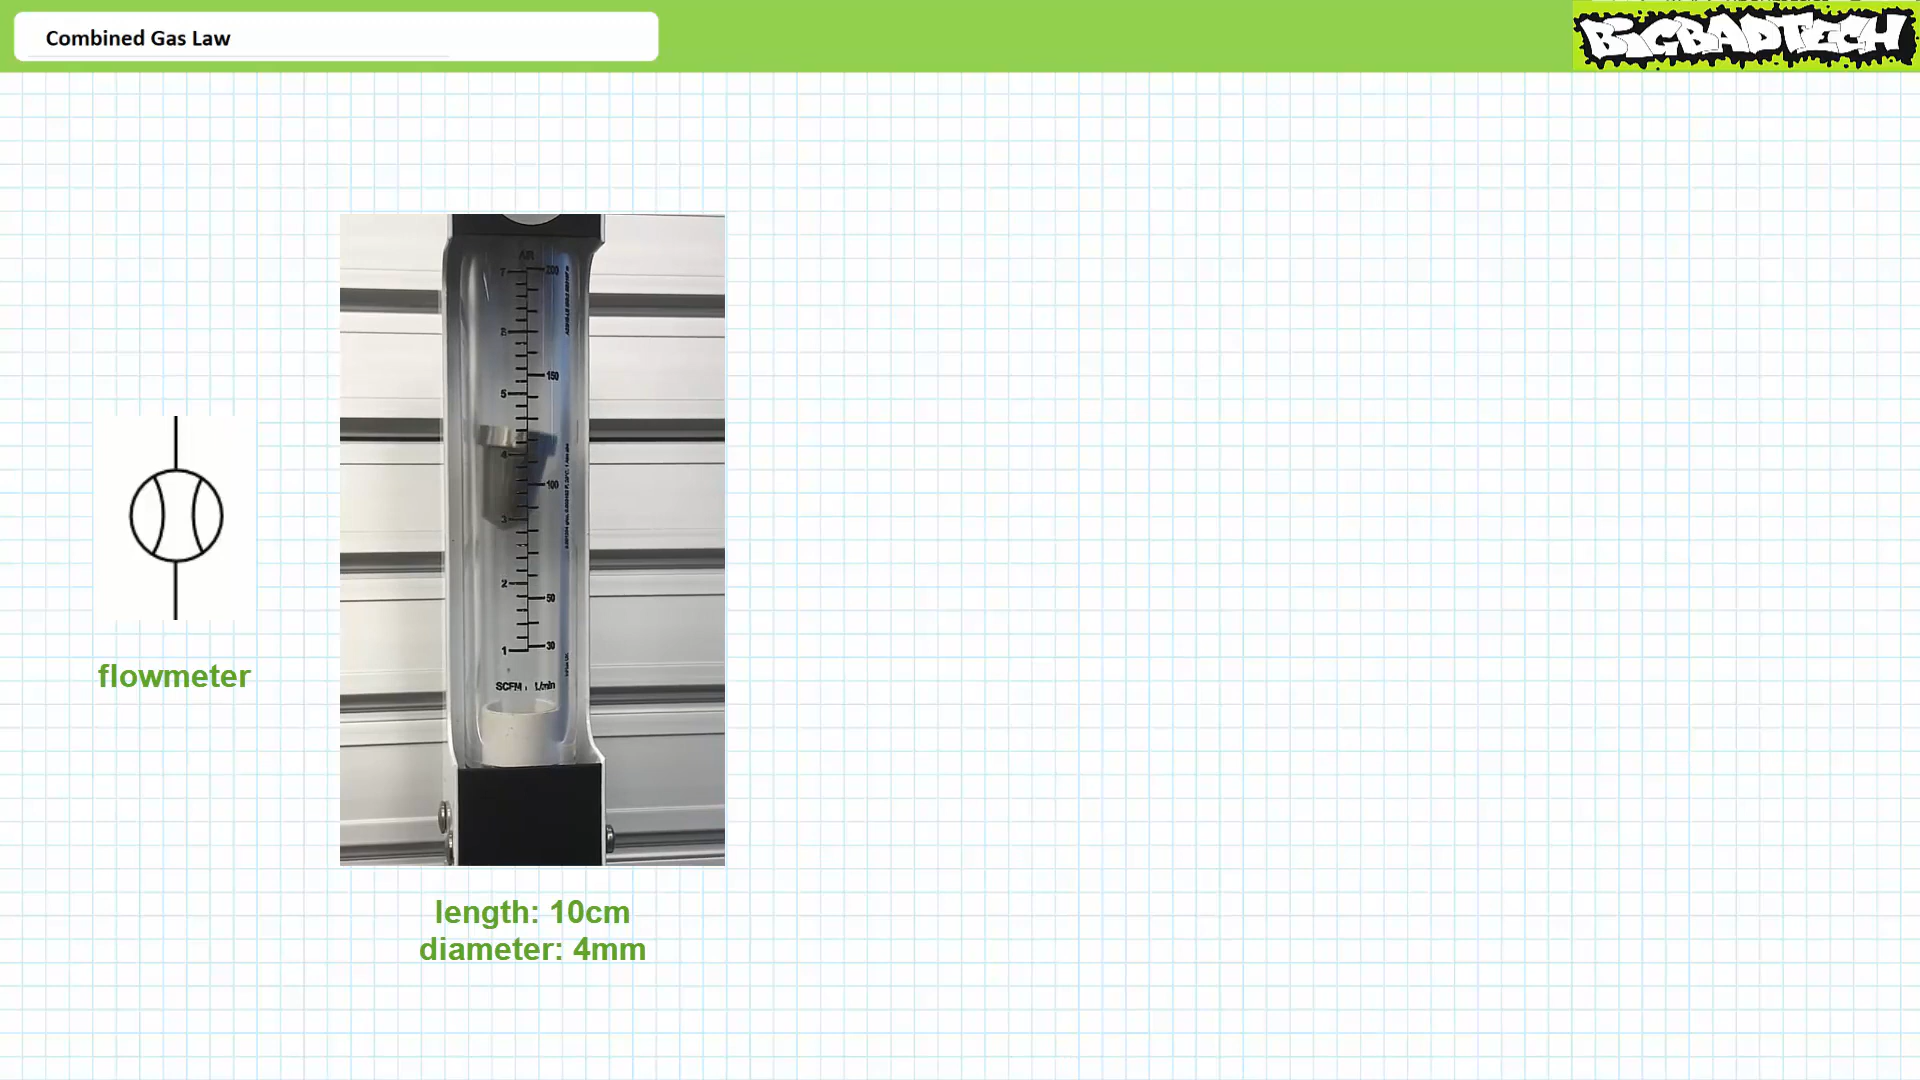 Combined Gas Law
BIGBADTECH
AIR
7 200
150
5
4
100
3
2
50
1 30
SCFM L/min
flowmeter
length: 10cm
diameter: 4mm